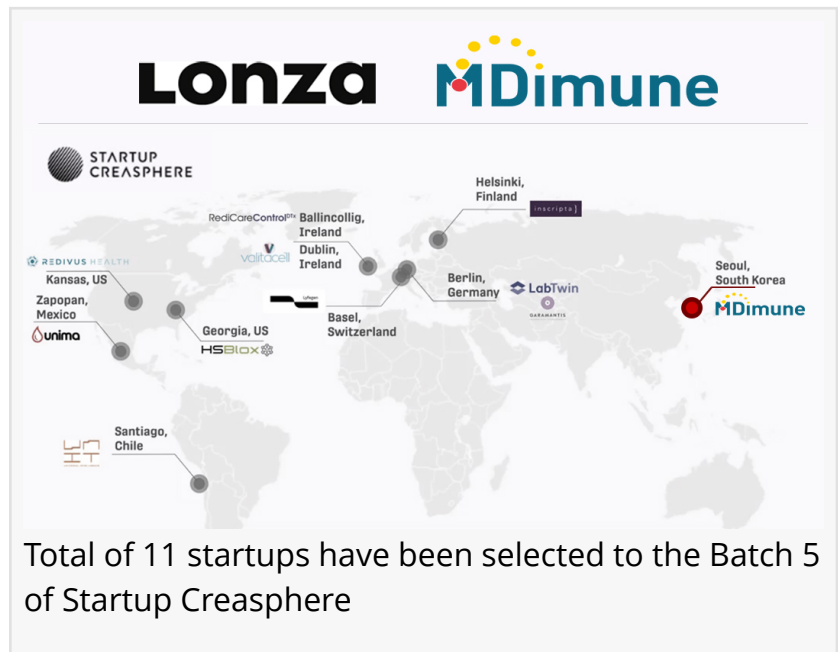 Lonza
MDimune
STARTUP
CREASPHERE
Helsinki,
Finland
inscripta}
RediCareControlᴰᵗˣ
Ballincollig,
Ireland
valitacell
Dublin,
Ireland
REDIVUS HEALTH
Kansas, US
Zapopan,
Mexico
unima
Georgia, US
HSBlox
Basel,
Switzerland
Berlin,
Germany
LabTwin
GARAMANTIS
Seoul,
South Korea
MDimune
Santiago,
Chile
UNIT
Total of 11 startups have been selected to the Batch 5
of Startup Creasphere